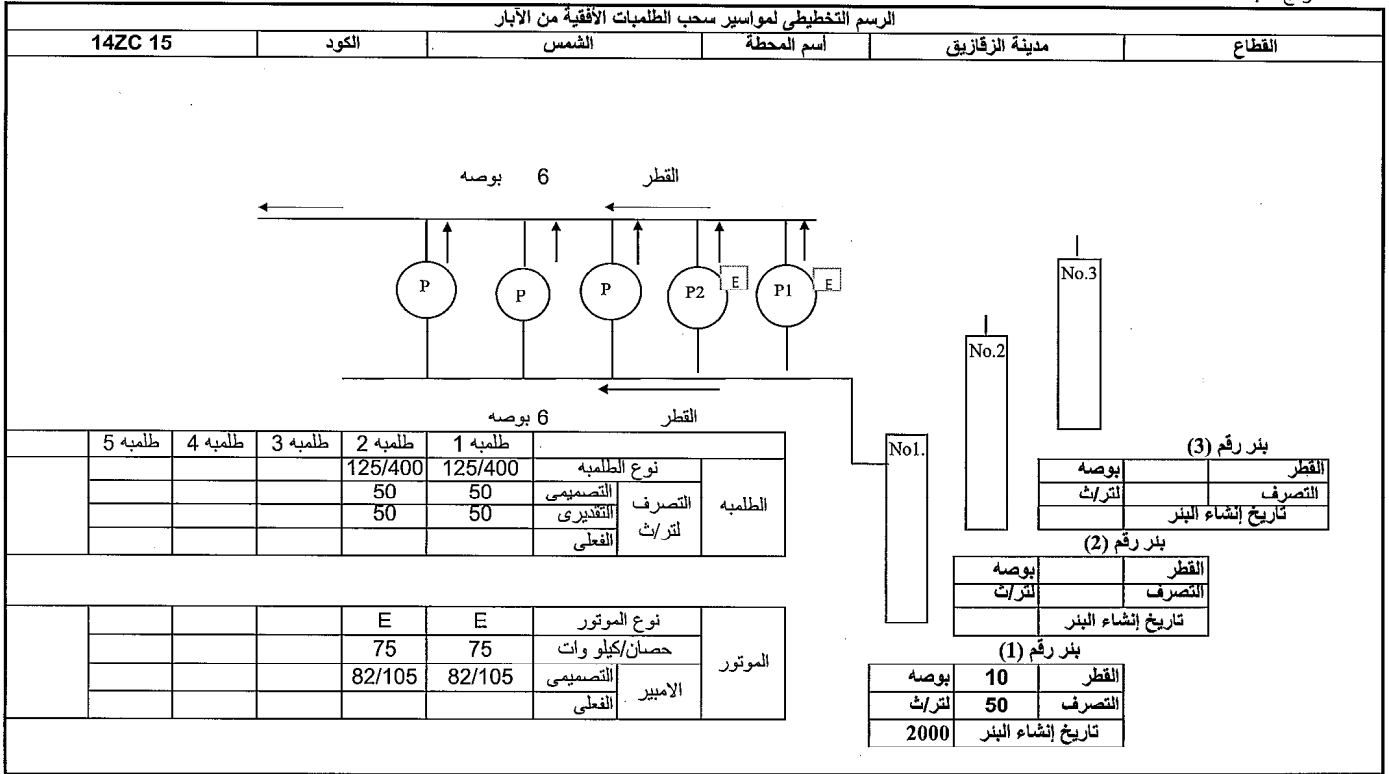 الرسم التخطيطى لمواسير سحب الطلمبات الأفقية من الآبار
القطاع مدينة الزقازيق أسم المحطة الشمس الكود 14ZC 15
القطر 6 بوصه
P P P P2 E P1 E
No.3
No.2
No1.
القطر 6 بوصه
طلمبه 1 طلمبه 2 طلمبه 3 طلمبه 4 طلمبه 5
الطلمبه نوع الطلمبه 125/400 125/400
التصرف لتر/ث التصميمى 50 50
التقديرى 50 50
الفعلى
الموتور نوع الموتور E E
حصان/كيلو وات 75 75
الامبير التصميمى 82/105 82/105
الفعلى
بئر رقم (3)
القطر بوصه
التصرف لتر/ث
تاريخ إنشاء البئر
بئر رقم (2)
القطر بوصه
التصرف لتر/ث
تاريخ إنشاء البئر
بئر رقم (1)
القطر 10 بوصه
التصرف 50 لتر/ث
تاريخ إنشاء البئر 2000